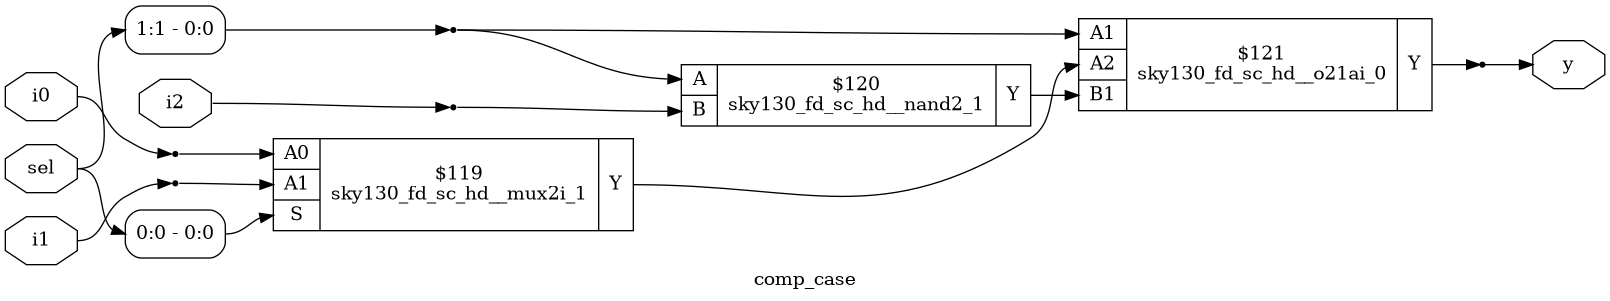 1:1 - 0:0
i0
i2
sel
i1
0:0 - 0:0
A0
A1
S
$119
sky130_fd_sc_hd__mux2i_1
Y
A
B
$120
sky130_fd_sc_hd__nand2_1
Y
A1
A2
B1
$121
sky130_fd_sc_hd__o21ai_0
Y
y
comp_case